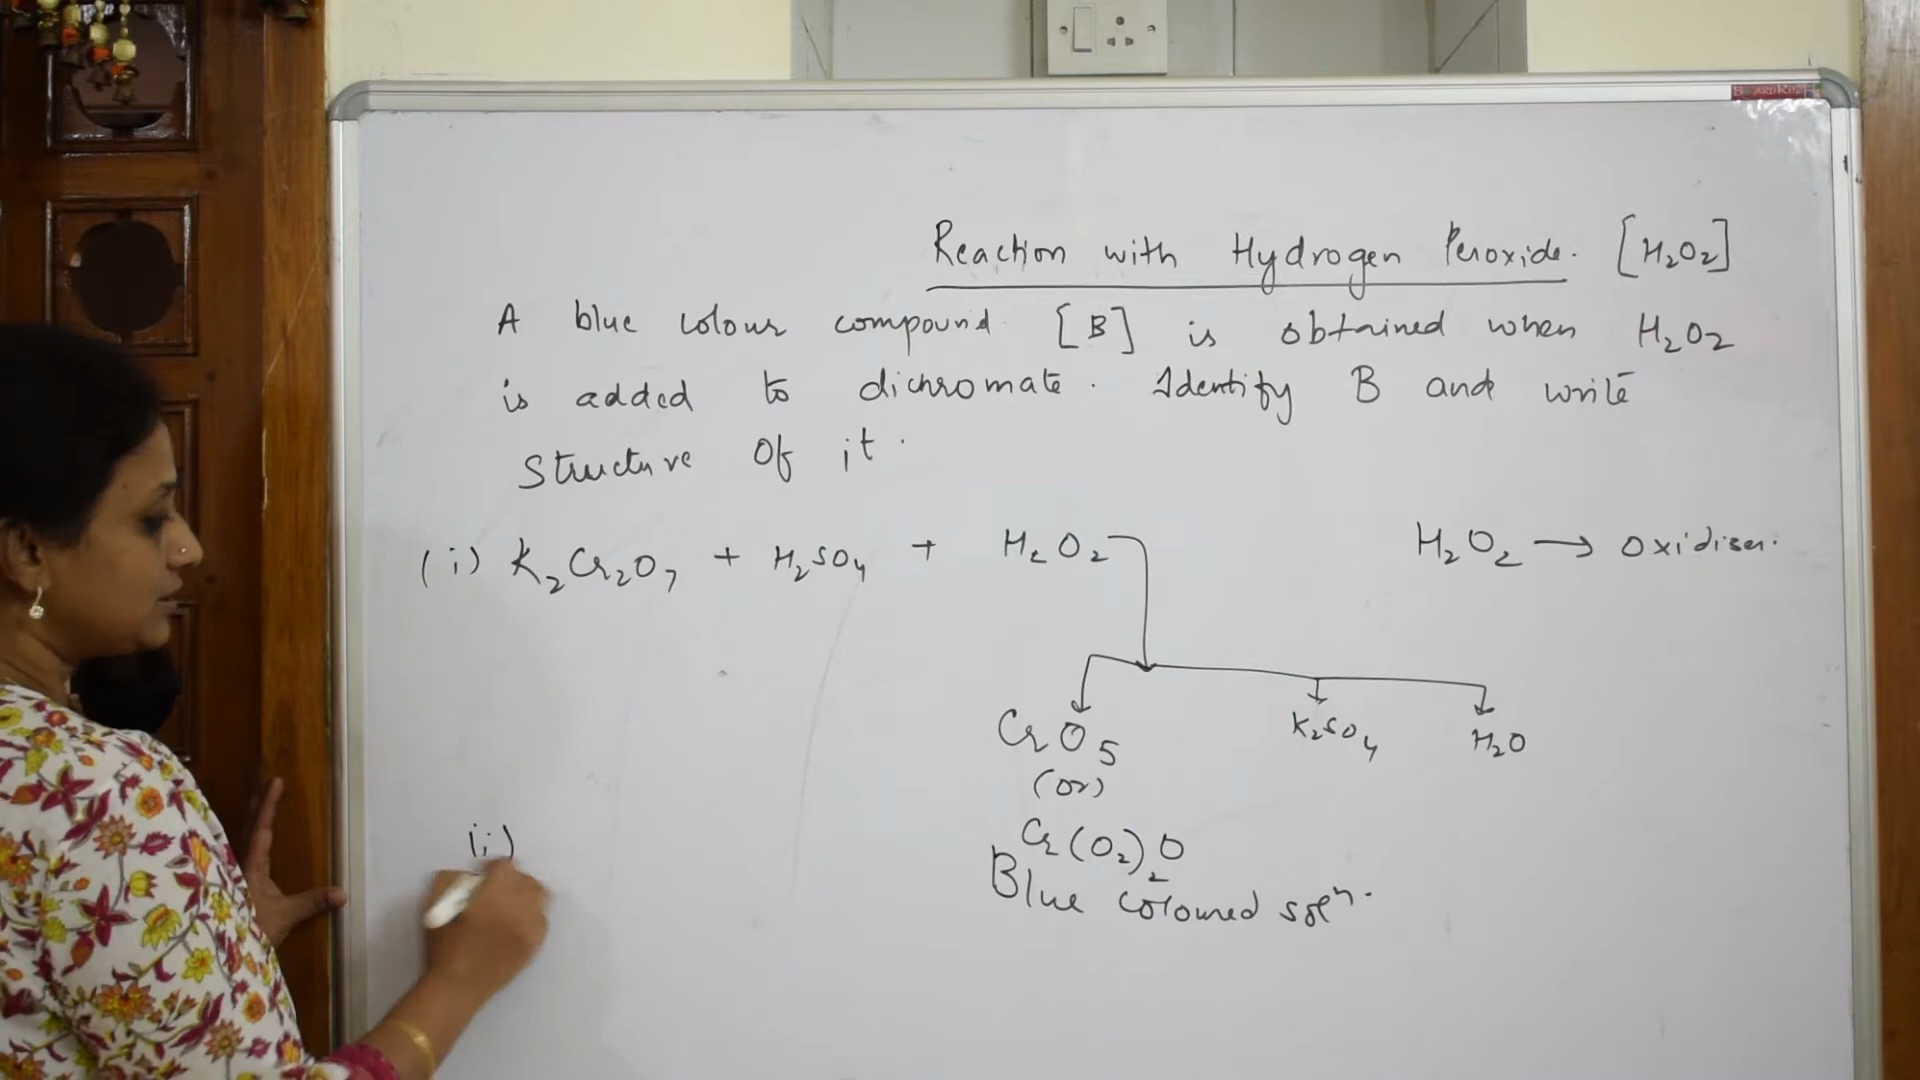 Reaction with Hydrogen Peroxide. [H₂O₂]
A blue colour compound [B] is obtained when H₂O₂
is added to dichromate. Identify B and write
Structure of it.
(i) K₂Cr₂O₇ + H₂SO₄ + H₂O₂
H₂O₂ → Oxidiser.
CrO₅ K₂SO₄ H₂O
(or)
Cr(O₂)₂O
Blue coloured solⁿ.
ii)